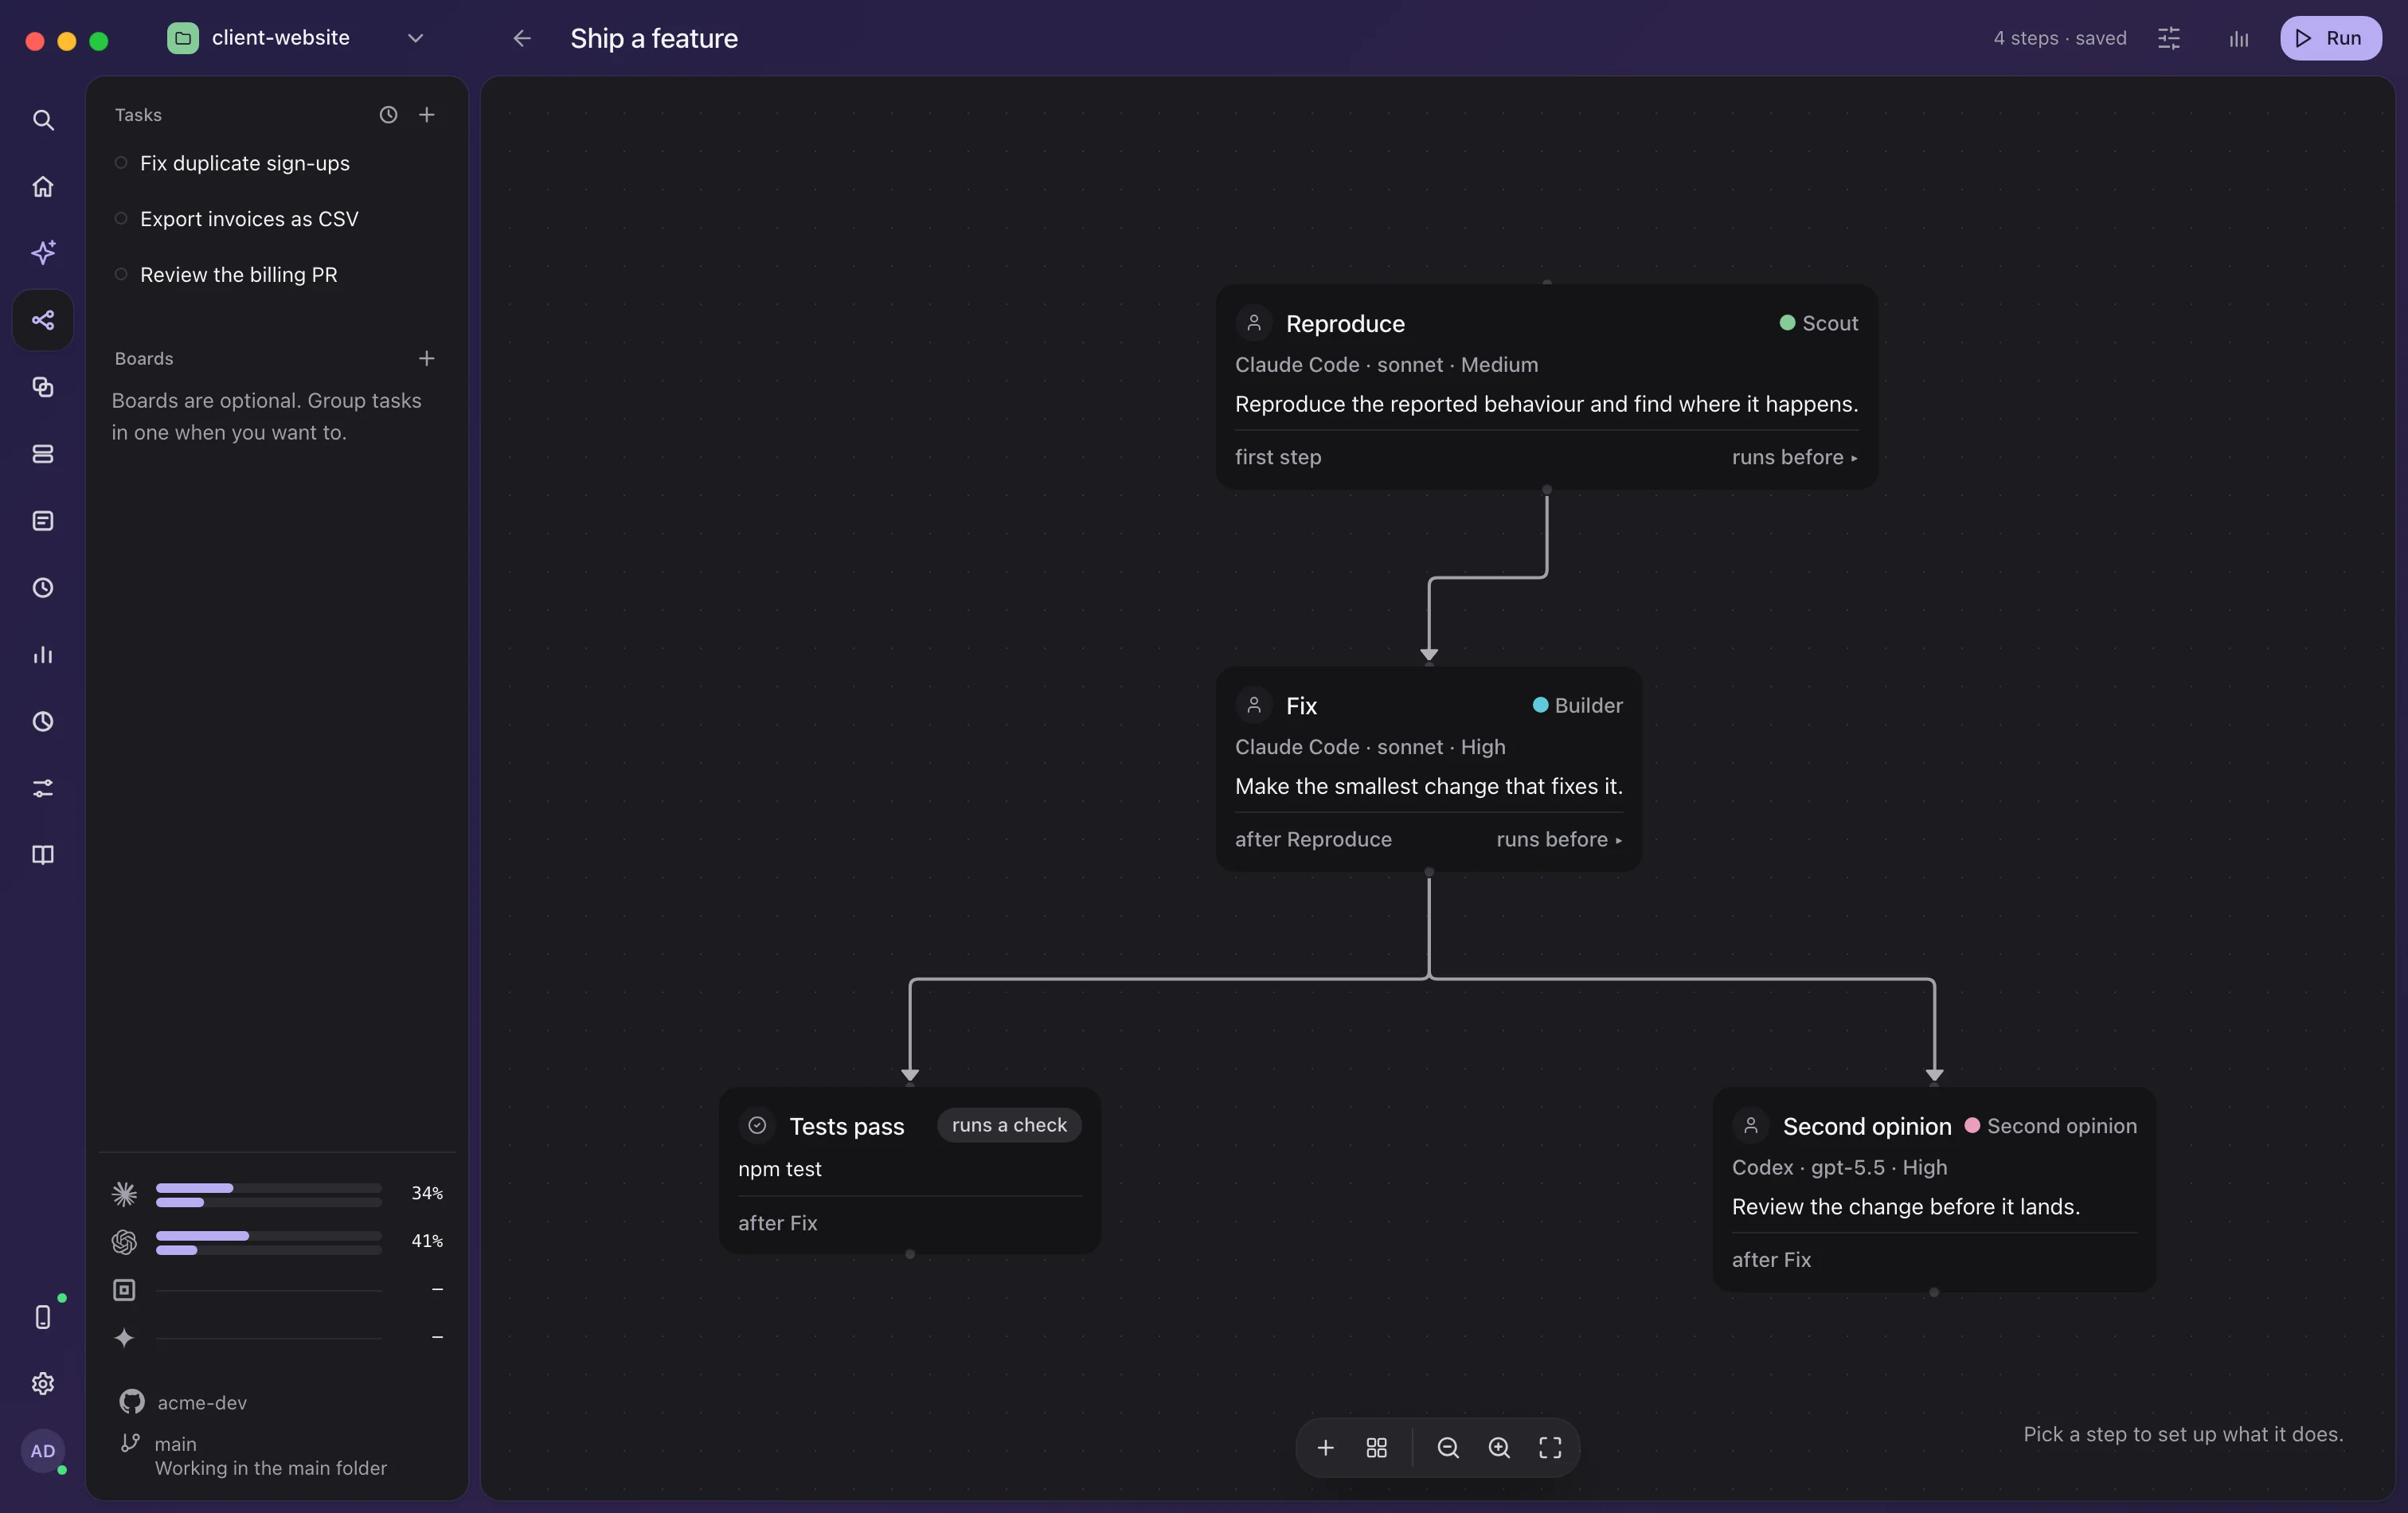 client-website
Ship a feature
4 steps · saved
Run
Tasks
Fix duplicate sign-ups
Export invoices as CSV
Review the billing PR
Boards
Boards are optional. Group tasks
in one when you want to.
34%
41%
–
–
acme-dev
main
Working in the main folder
AD
Reproduce
Scout
Claude Code · sonnet · Medium
Reproduce the reported behaviour and find where it happens.
first step
runs before ▸
Fix
Builder
Claude Code · sonnet · High
Make the smallest change that fixes it.
after Reproduce
runs before ▸
Tests pass
runs a check
npm test
after Fix
Second opinion
Second opinion
Codex · gpt-5.5 · High
Review the change before it lands.
after Fix
Pick a step to set up what it does.